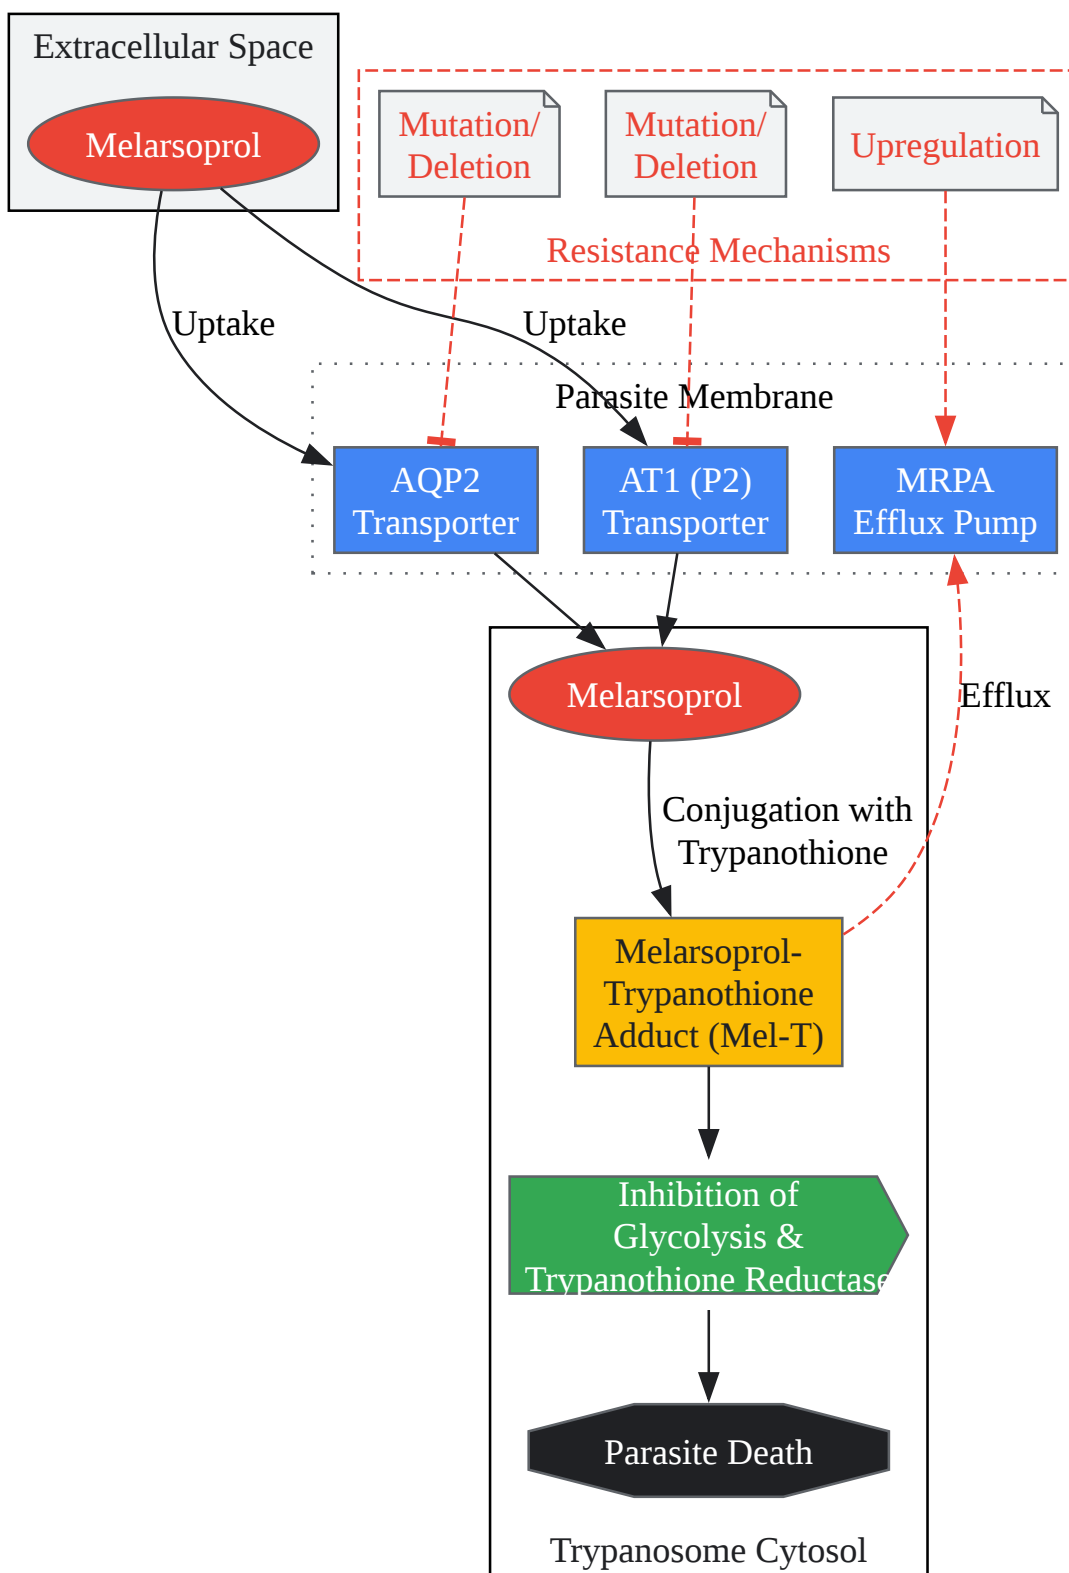 Extracellular Space
Melarsoprol
Mutation/
Deletion
Mutation/
Deletion
Upregulation
Resistance Mechanisms
Uptake
Uptake
Parasite Membrane
AQP2
Transporter
AT1 (P2)
Transporter
MRPA
Efflux Pump
Melarsoprol
Efflux
Conjugation with
Trypanothione
Melarsoprol-
Trypanothione
Adduct (Mel-T)
Inhibition of
Glycolysis &
Trypanothione Reductase
Parasite Death
Trypanosome Cytosol